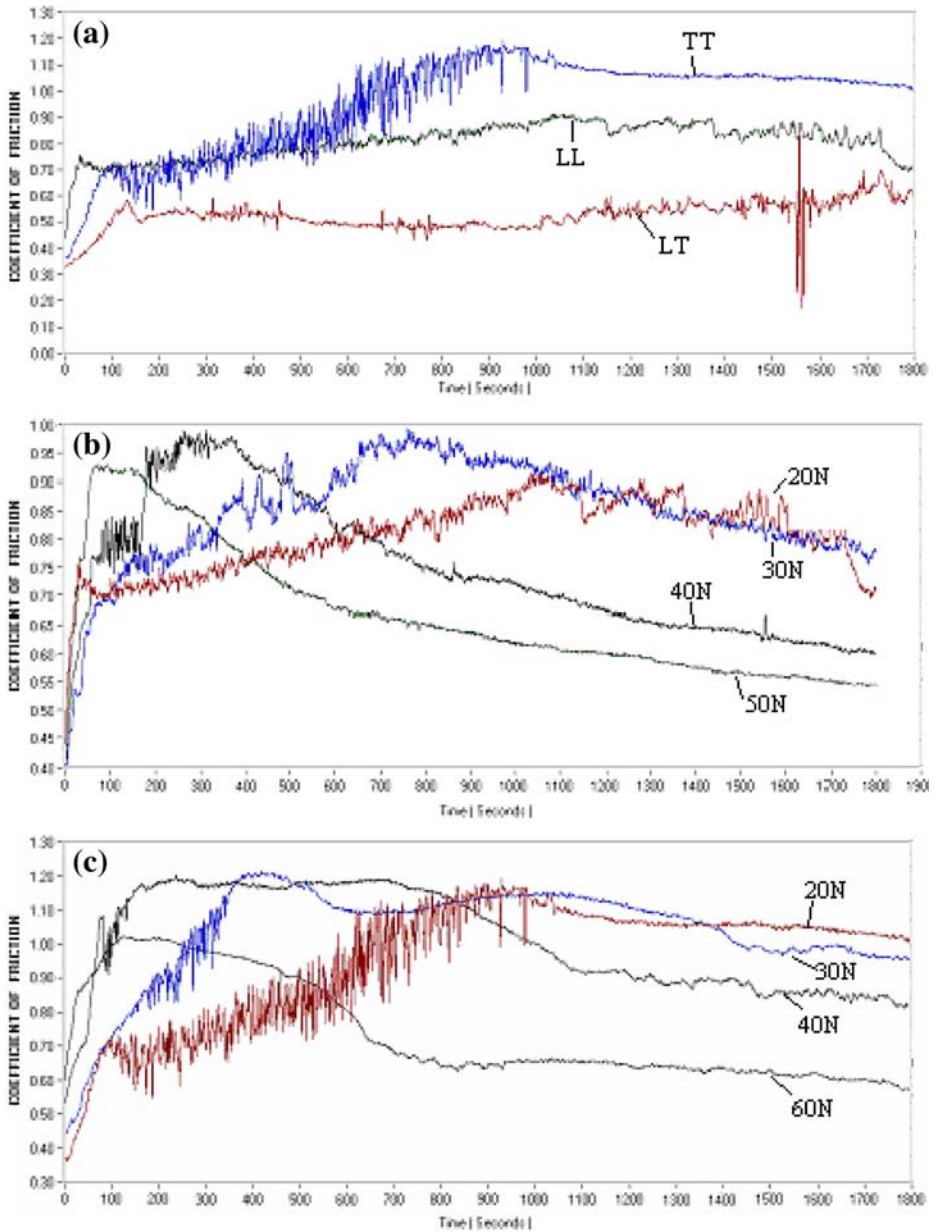 (a)
COEFFICIENT OF FRICTION
1.30
1.20
1.10
1.00
0.90
0.80
0.70
0.60
0.50
0.40
0.30
0.20
0.10
0.00
TT
LL
LT
0 100 200 300 400 500 600 700 800 900 1000 1100 1200 1300 1400 1500 1600 1700 1800
Time ( Seconds )
(b)
COEFFICIENT OF FRICTION
1.00
0.95
0.90
0.85
0.80
0.75
0.70
0.65
0.60
0.55
0.50
0.45
0.40
20N
30N
40N
50N
0 100 200 300 400 500 600 700 800 900 1000 1100 1200 1300 1400 1500 1600 1700 1800 1900
Time ( Seconds )
(c)
COEFFICIENT OF FRICTION
1.30
1.20
1.10
1.00
0.90
0.80
0.70
0.60
0.50
0.40
0.30
20N
30N
40N
60N
0 100 200 300 400 500 600 700 800 900 1000 1100 1200 1300 1400 1500 1600 1700 1800
Time ( Seconds )